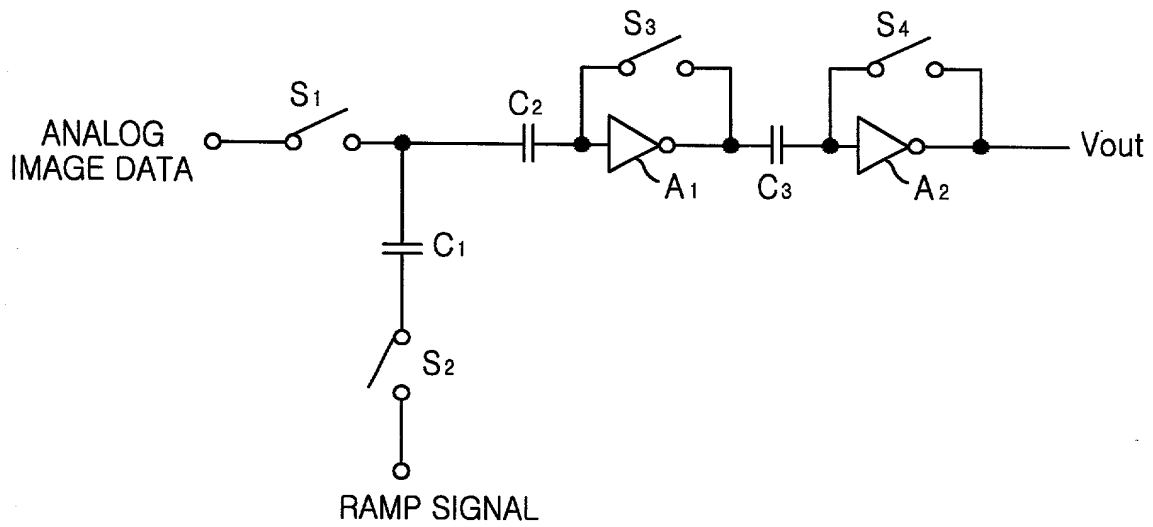 S3
S4
S1
C2
ANALOG
IMAGE DATA
Vout
A1
C3
A2
C1
S2
RAMP SIGNAL